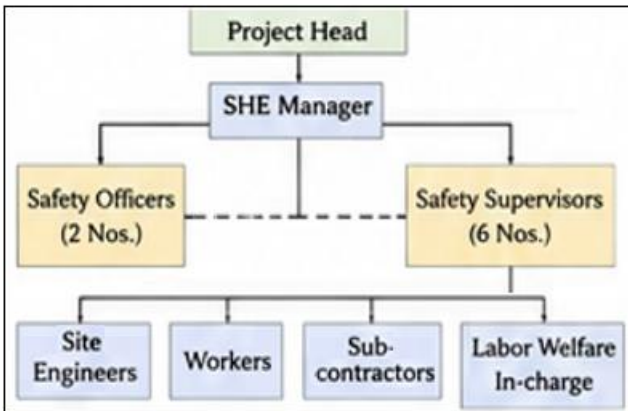 Project Head
SHE Manager
Safety Officers
(2 Nos.)
Safety Supervisors
(6 Nos.)
Site
Engineers
Workers
Sub-
contractors
Labor Welfare
In-charge